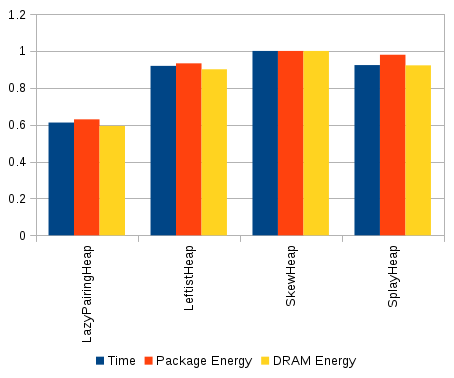 1.2
1
0.8
0.6
0.4
0.2
0
LazyPairingHeap
LeftistHeap
SkewHeap
SplayHeap
Time Package Energy DRAM Energy